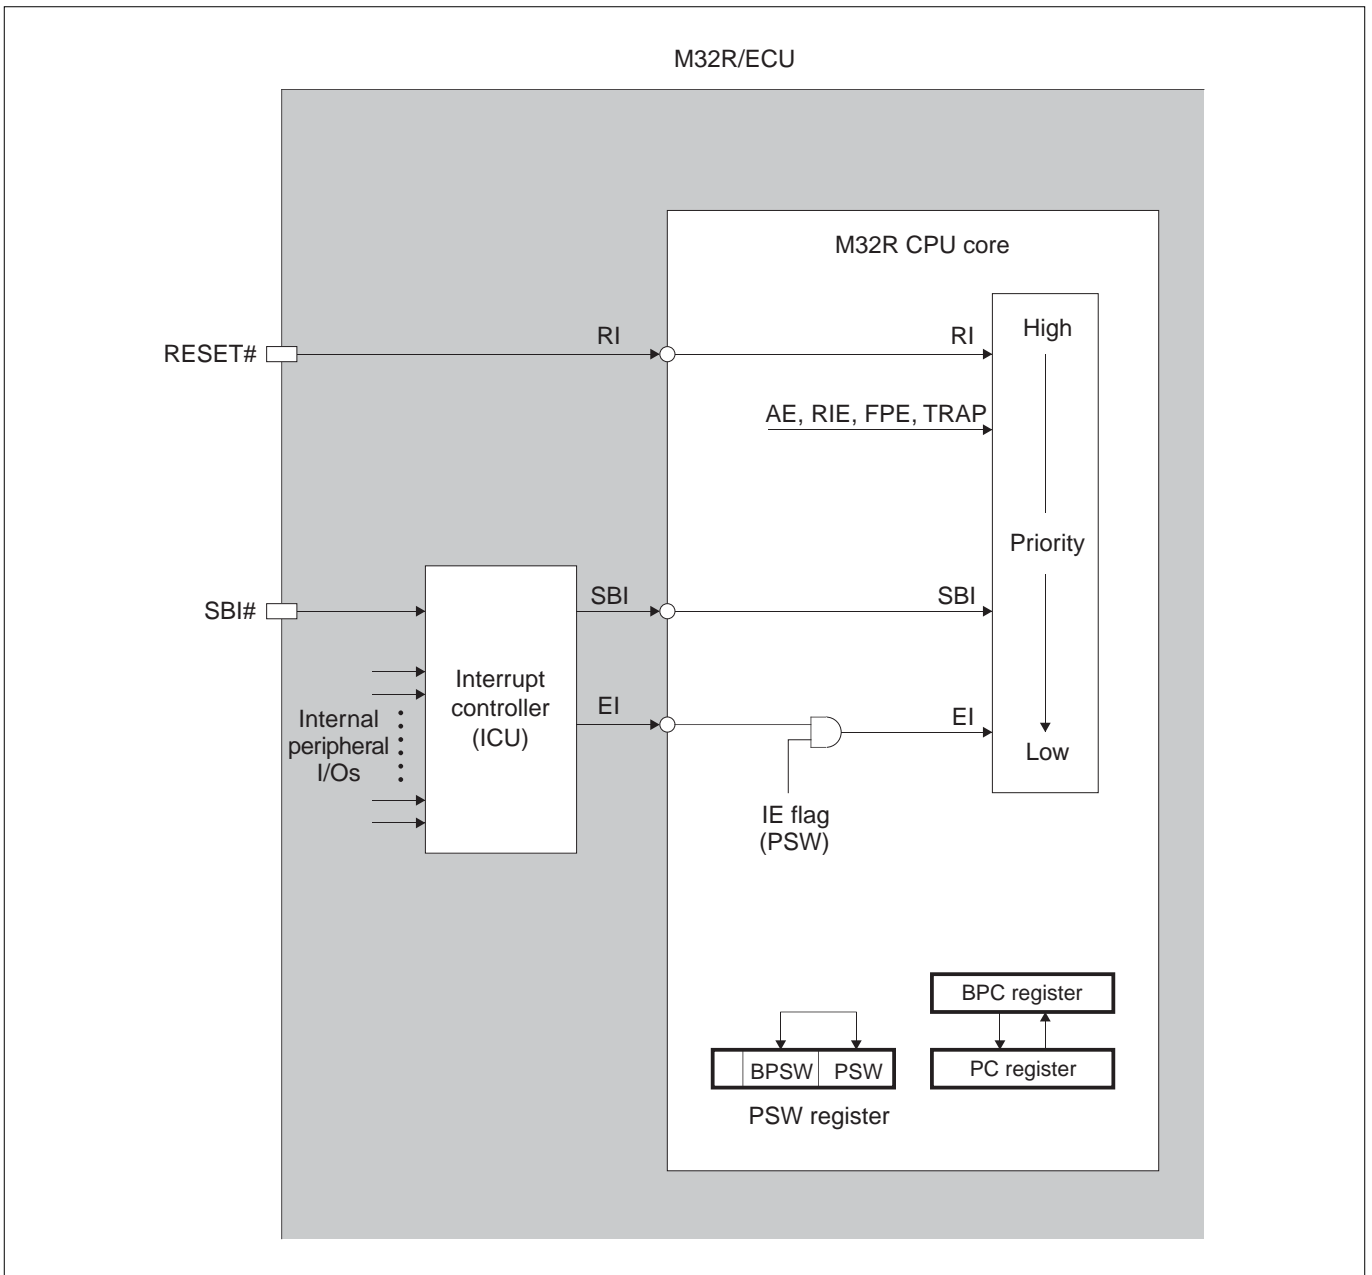 M32R/ECU
M32R CPU core
RESET#
RI
RI
High
AE, RIE, FPE, TRAP
Priority
SBI#
SBI
SBI
Interrupt
controller
(ICU)
Internal
peripheral
I/Os
EI
EI
Low
IE flag
(PSW)
BPC register
PC register
BPSW
PSW
PSW register